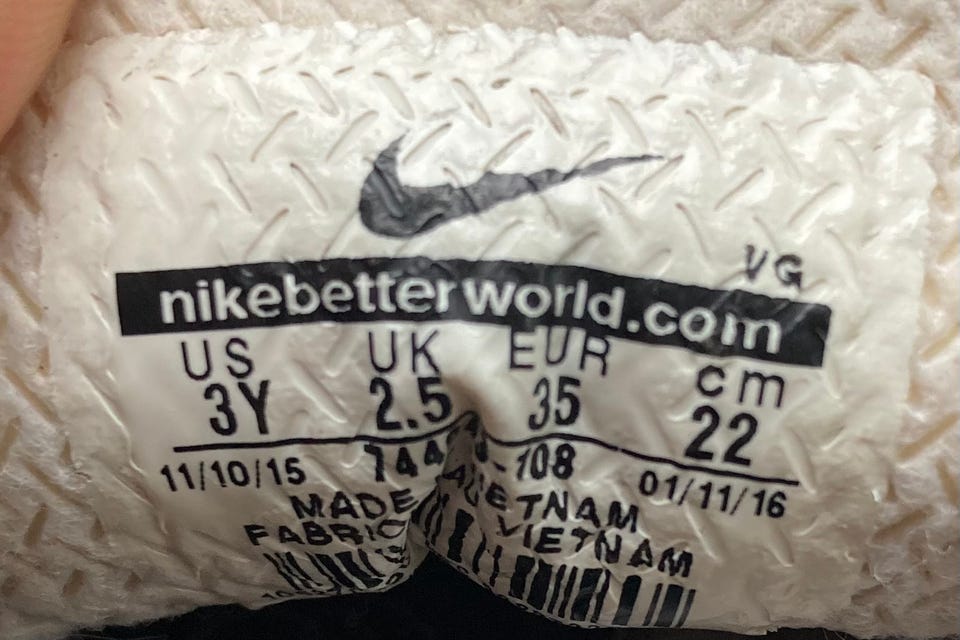 VG
nikebetterworld.com
US UK EUR cm
3Y 2.5 35 22
11/10/15 -108 01/11/16
MADE VIETNAM
FABRIQ VIETNAM